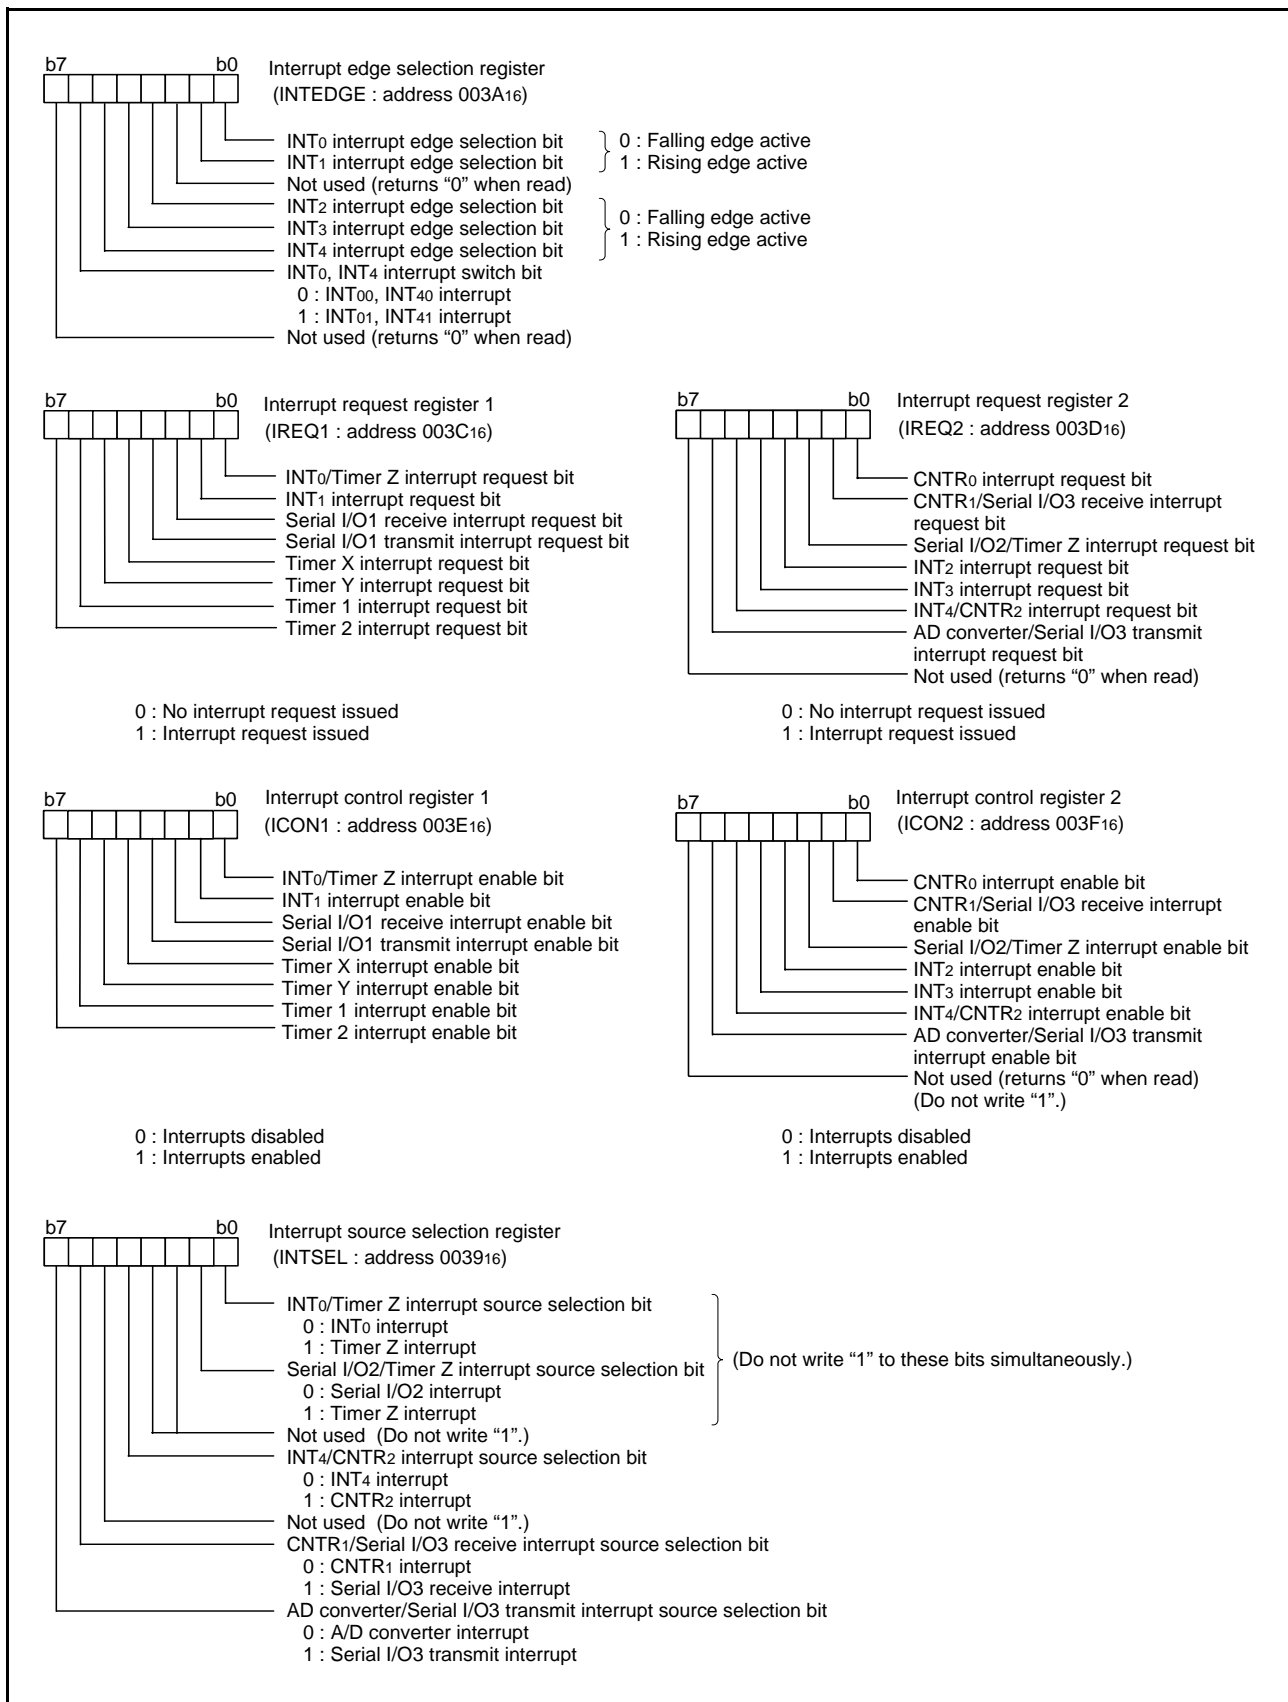 b7 b0 Interrupt edge selection register
(INTEDGE : address 003A16)
INT0 interrupt edge selection bit
INT1 interrupt edge selection bit
0 : Falling edge active
1 : Rising edge active
Not used (returns “0” when read)
INT2 interrupt edge selection bit
INT3 interrupt edge selection bit
INT4 interrupt edge selection bit
0 : Falling edge active
1 : Rising edge active
INT0, INT4 interrupt switch bit
0 : INT00, INT40 interrupt
1 : INT01, INT41 interrupt
Not used (returns “0” when read)
b7 b0 Interrupt request register 1
(IREQ1 : address 003C16)
INT0/Timer Z interrupt request bit
INT1 interrupt request bit
Serial I/O1 receive interrupt request bit
Serial I/O1 transmit interrupt request bit
Timer X interrupt request bit
Timer Y interrupt request bit
Timer 1 interrupt request bit
Timer 2 interrupt request bit
0 : No interrupt request issued
1 : Interrupt request issued
b7 b0 Interrupt request register 2
(IREQ2 : address 003D16)
CNTR0 interrupt request bit
CNTR1/Serial I/O3 receive interrupt
request bit
Serial I/O2/Timer Z interrupt request bit
INT2 interrupt request bit
INT3 interrupt request bit
INT4/CNTR2 interrupt request bit
AD converter/Serial I/O3 transmit
interrupt request bit
Not used (returns “0” when read)
0 : No interrupt request issued
1 : Interrupt request issued
b7 b0 Interrupt control register 1
(ICON1 : address 003E16)
INT0/Timer Z interrupt enable bit
INT1 interrupt enable bit
Serial I/O1 receive interrupt enable bit
Serial I/O1 transmit interrupt enable bit
Timer X interrupt enable bit
Timer Y interrupt enable bit
Timer 1 interrupt enable bit
Timer 2 interrupt enable bit
0 : Interrupts disabled
1 : Interrupts enabled
b7 b0 Interrupt control register 2
(ICON2 : address 003F16)
CNTR0 interrupt enable bit
CNTR1/Serial I/O3 receive interrupt
enable bit
Serial I/O2/Timer Z interrupt enable bit
INT2 interrupt enable bit
INT3 interrupt enable bit
INT4/CNTR2 interrupt enable bit
AD converter/Serial I/O3 transmit
interrupt enable bit
Not used (returns “0” when read)
(Do not write “1”.)
0 : Interrupts disabled
1 : Interrupts enabled
b7 b0 Interrupt source selection register
(INTSEL : address 003916)
INT0/Timer Z interrupt source selection bit
0 : INT0 interrupt
1 : Timer Z interrupt
Serial I/O2/Timer Z interrupt source selection bit
(Do not write “1” to these bits simultaneously.)
0 : Serial I/O2 interrupt
1 : Timer Z interrupt
Not used (Do not write “1”.)
INT4/CNTR2 interrupt source selection bit
0 : INT4 interrupt
1 : CNTR2 interrupt
Not used (Do not write “1”.)
CNTR1/Serial I/O3 receive interrupt source selection bit
0 : CNTR1 interrupt
1 : Serial I/O3 receive interrupt
AD converter/Serial I/O3 transmit interrupt source selection bit
0 : A/D converter interrupt
1 : Serial I/O3 transmit interrupt